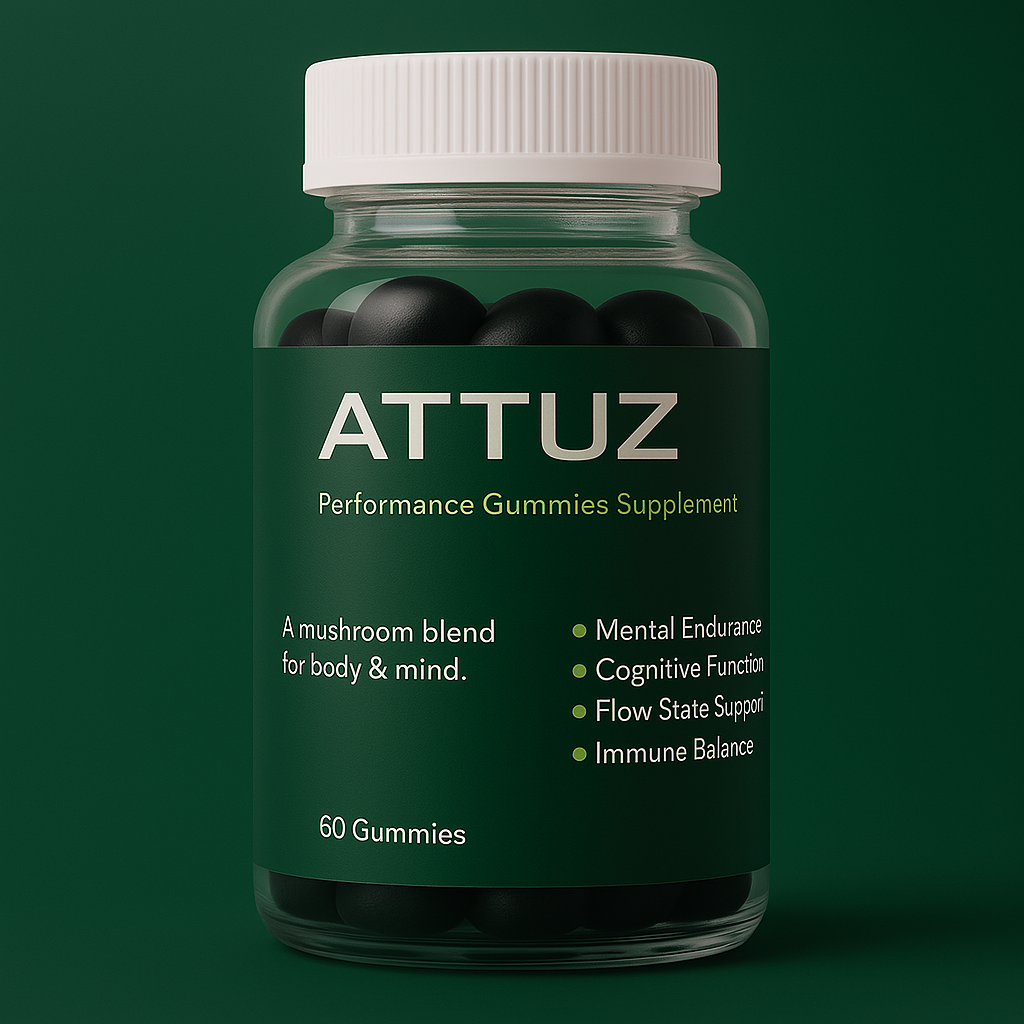 ATTUZ
Performance Gummies Supplement
A mushroom blend
for body & mind.
Mental Endurance
Cognitive Function
Flow State Suppori
Immune Balance
60 Gummies